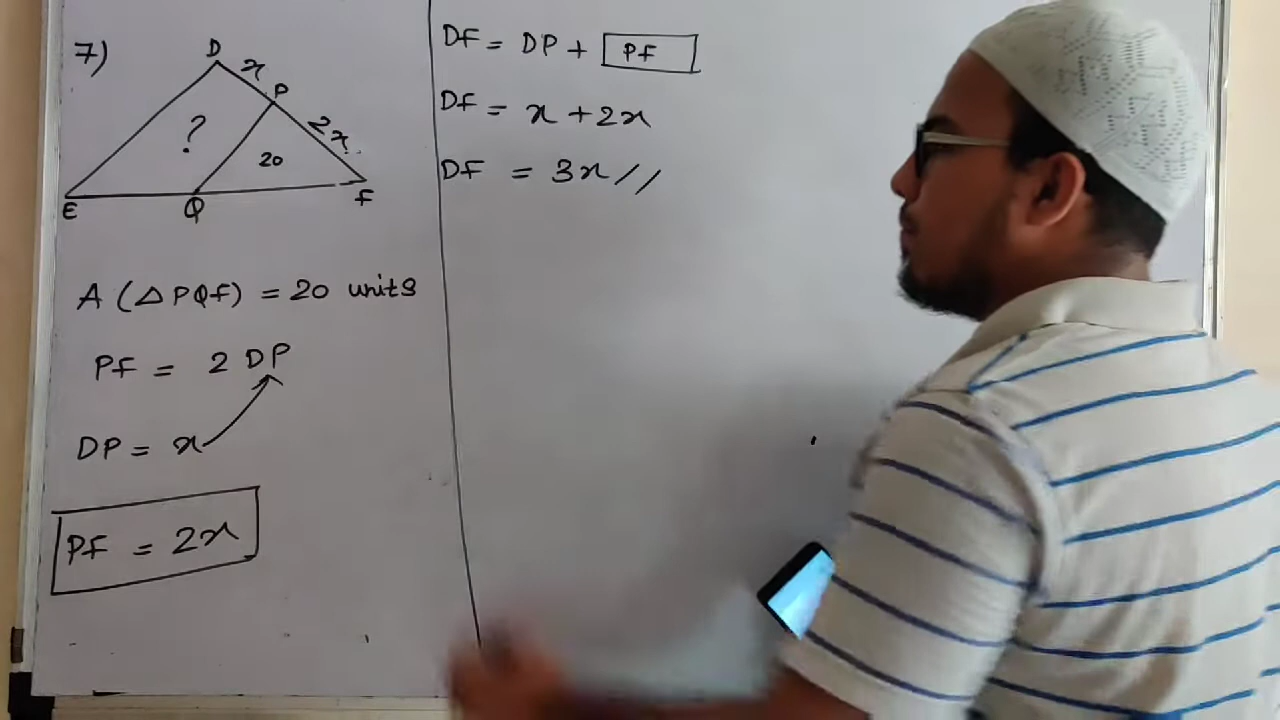 7)
D
x
P
2x
?
20
E
Q
F
A (△ PQF) = 20 units
PF = 2 DP
DP = x
PF = 2x
DF = DP + PF
DF = x + 2x
DF = 3x //